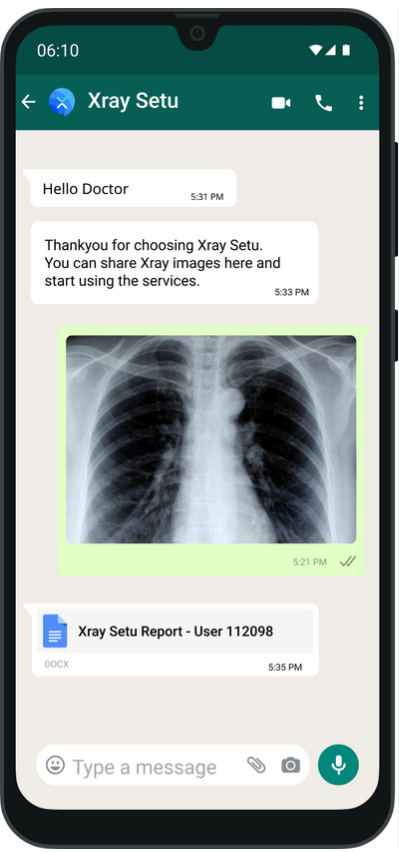 06:10
Xray Setu
Hello Doctor
5:31 PM
Thankyou for choosing Xray Setu.
You can share Xray images here and
start using the services.
5:33 PM
5:21 PM
Xray Setu Report - User 112098
DOCX
5:35 PM
Type a message